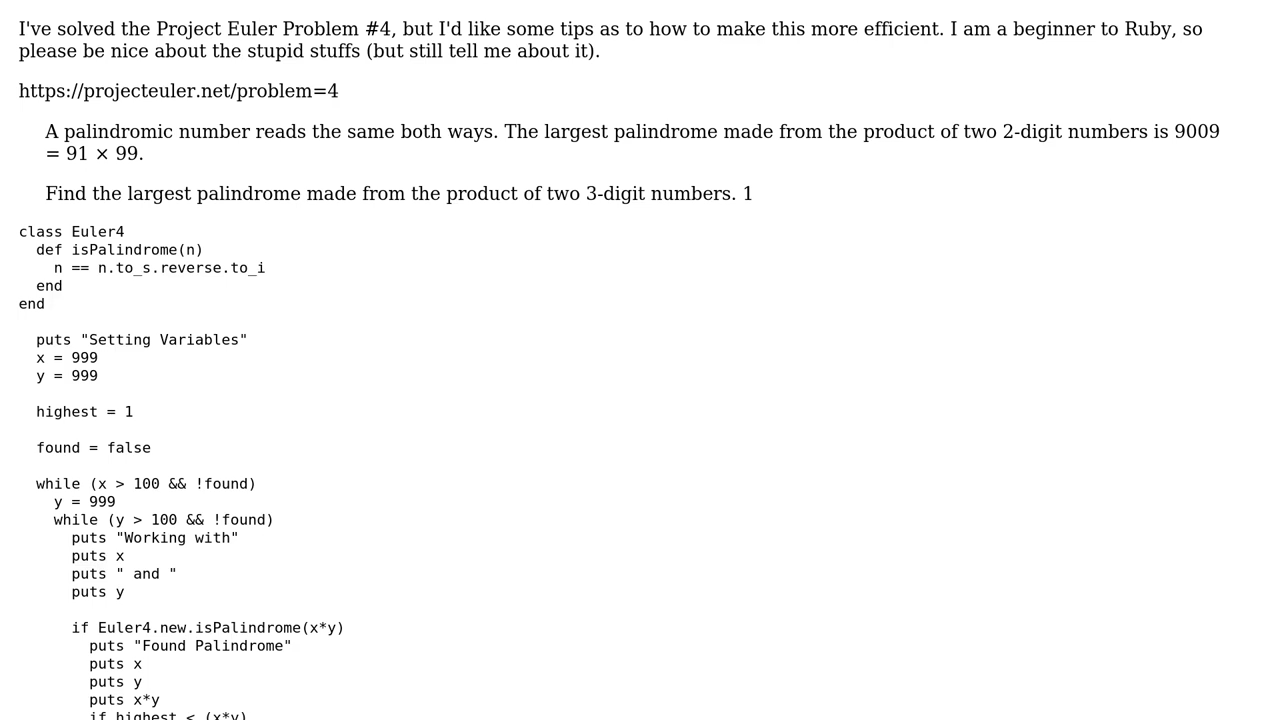 I've solved the Project Euler Problem #4, but I'd like some tips as to how to make this more efficient. I am a beginner to Ruby, so
please be nice about the stupid stuffs (but still tell me about it).
https://projecteuler.net/problem=4
A palindromic number reads the same both ways. The largest palindrome made from the product of two 2-digit numbers is 9009
= 91 × 99.
Find the largest palindrome made from the product of two 3-digit numbers. 1
class Euler4
  def isPalindrome(n)
    n == n.to_s.reverse.to_i
  end
end
  puts "Setting Variables"
  x = 999
  y = 999
  highest = 1
  found = false
  while (x > 100 && !found)
    y = 999
    while (y > 100 && !found)
      puts "Working with"
      puts x
      puts " and "
      puts y
      if Euler4.new.isPalindrome(x*y)
        puts "Found Palindrome"
        puts x
        puts y
        puts x*y
        if highest < (x*y)